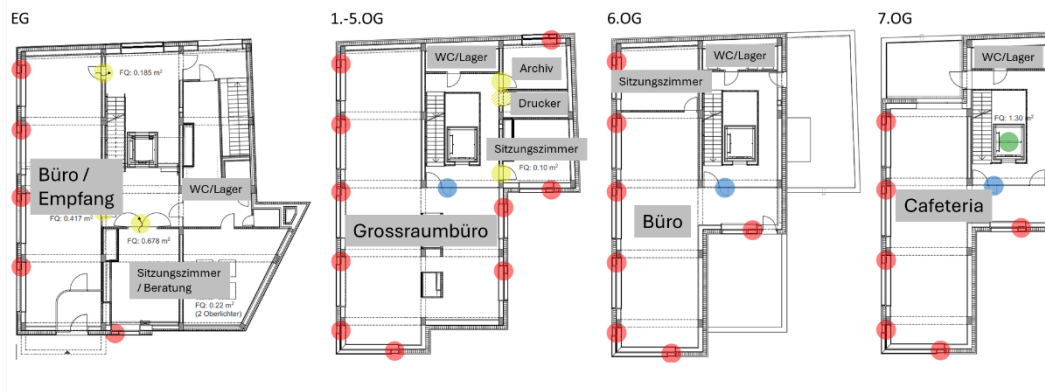 EG
FQ: 0.185 m²
Büro /
Empfang
FQ: 0.417 m²
WC/Lager
FQ: 0.678 m²
Sitzungszimmer
/ Beratung
FQ: 0.22 m²
(2 Oberlichter)
1.-5.OG
WC/Lager
Archiv
Drucker
Sitzungszimmer
FQ: 0.10 m²
Grossraumbüro
6.OG
WC/Lager
Sitzungszimmer
Büro
7.OG
WC/Lager
FQ: 1.30 m²
Cafeteria